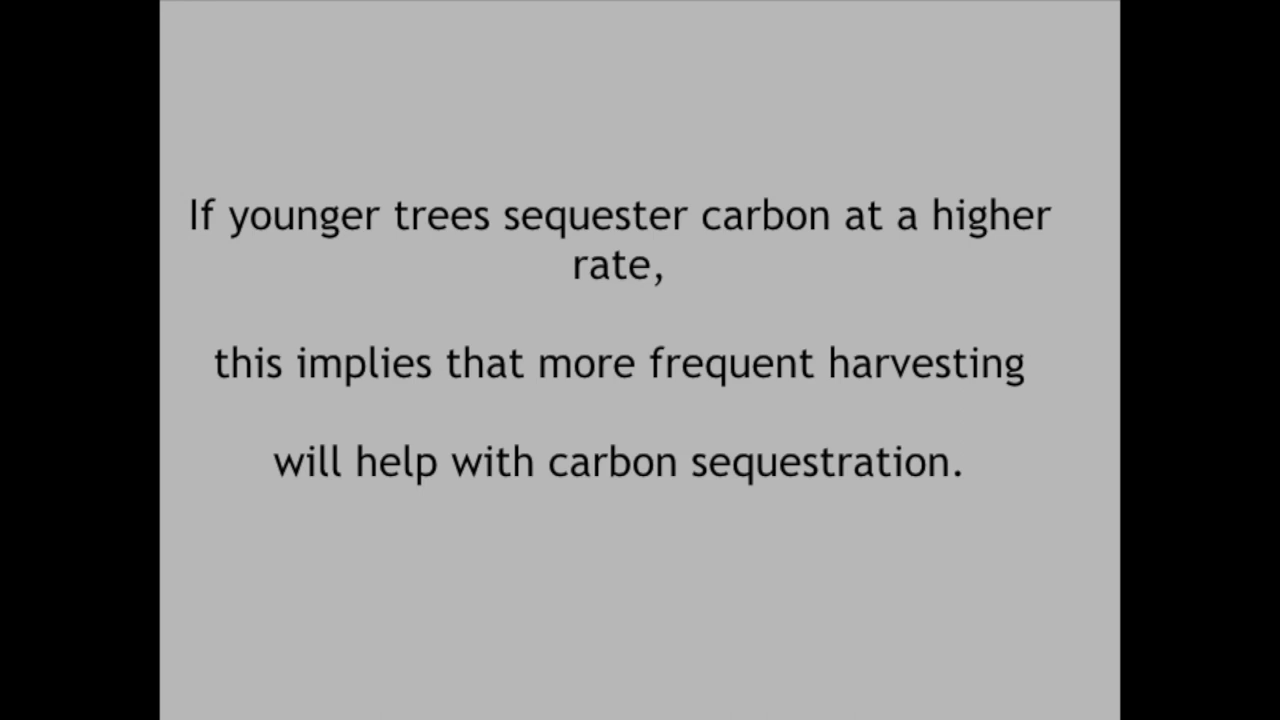 If younger trees sequester carbon at a higher
rate,
this implies that more frequent harvesting
will help with carbon sequestration.